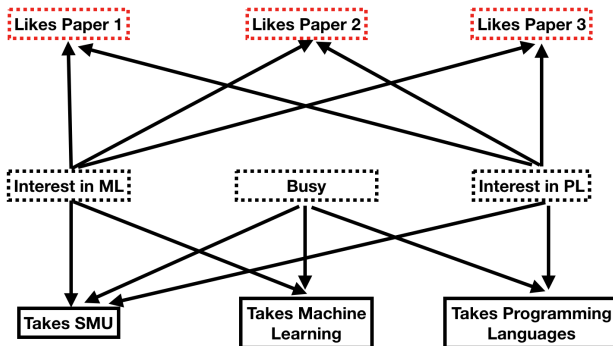 Likes Paper 1
Likes Paper 2
Likes Paper 3
Interest in ML
Busy
Interest in PL
Takes SMU
Takes Machine
Learning
Takes Programming
Languages